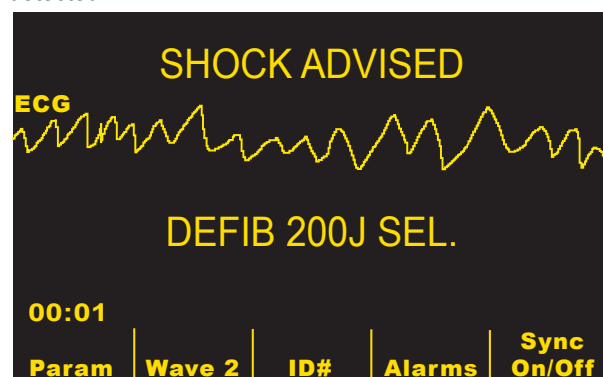 SHOCK ADVISED
ECG
DEFIB 200J SEL.
00:01
Sync
Param Wave 2 ID# Alarms On/Off